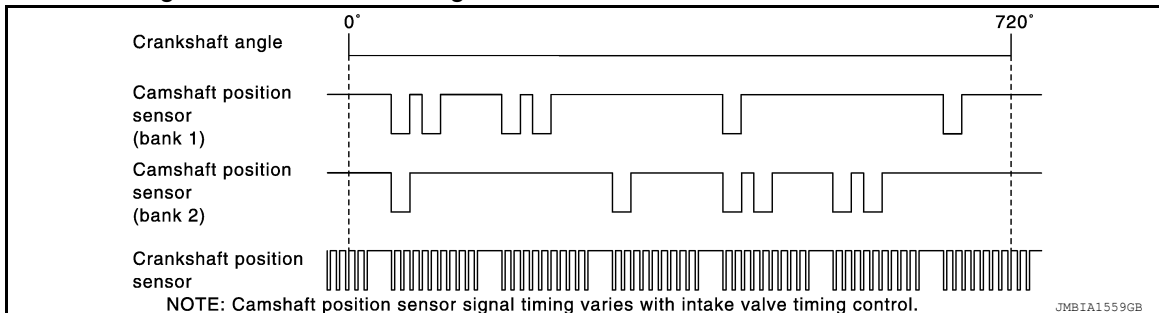 0° 720°
Crankshaft angle
Camshaft position
sensor
(bank 1)
Camshaft position
sensor
(bank 2)
Crankshaft position
sensor
NOTE: Camshaft position sensor signal timing varies with intake valve timing control.
JMBIA1559GB